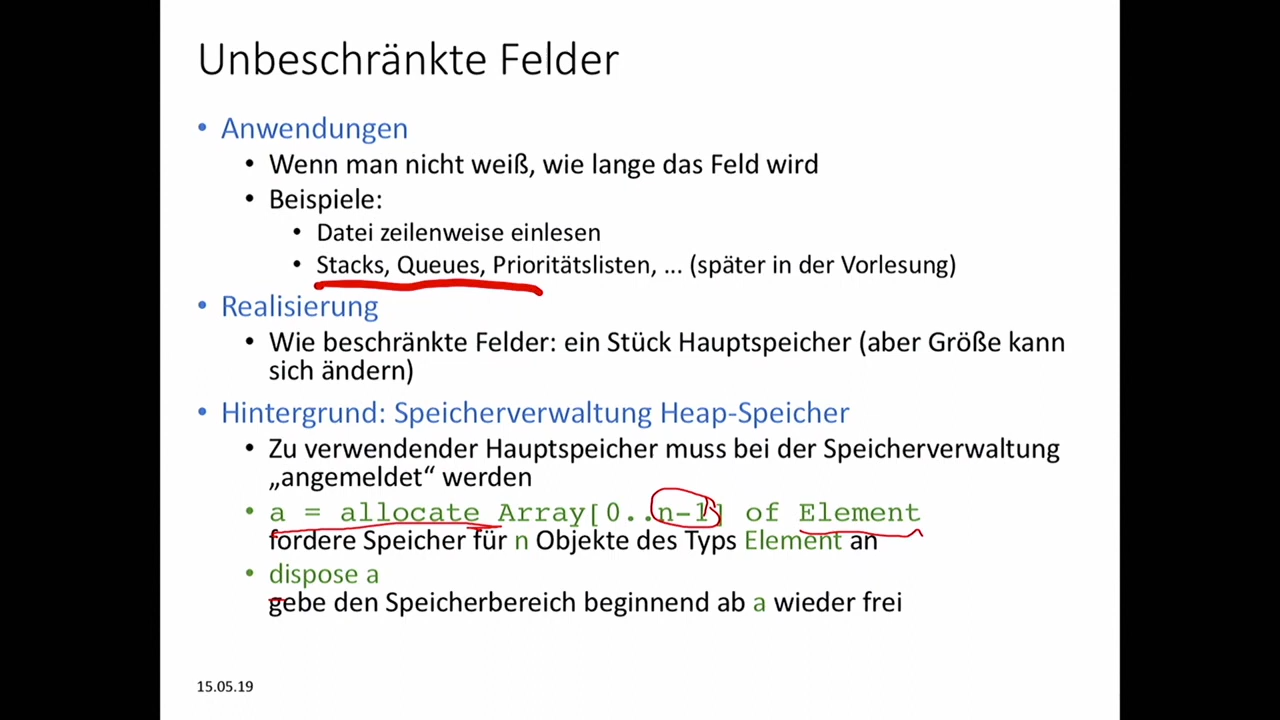 Unbeschränkte Felder
• Anwendungen
• Wenn man nicht weiß, wie lange das Feld wird
• Beispiele:
• Datei zeilenweise einlesen
• Stacks, Queues, Prioritätslisten, ... (später in der Vorlesung)
• Realisierung
• Wie beschränkte Felder: ein Stück Hauptspeicher (aber Größe kann
sich ändern)
• Hintergrund: Speicherverwaltung Heap-Speicher
• Zu verwendender Hauptspeicher muss bei der Speicherverwaltung
„angemeldet“ werden
• a = allocate Array[0..n-1] of Element
fordere Speicher für n Objekte des Typs Element an
• dispose a
gebe den Speicherbereich beginnend ab a wieder frei
15.05.19